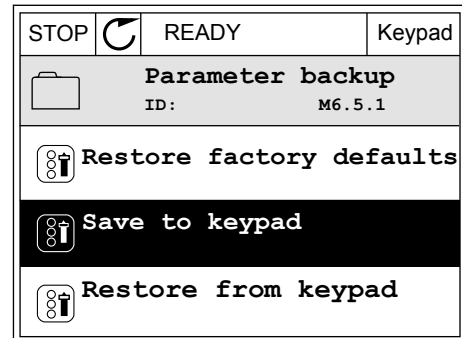 STOP READY Keypad
Parameter backup
ID: M6.5.1
Restore factory defaults
Save to keypad
Restore from keypad